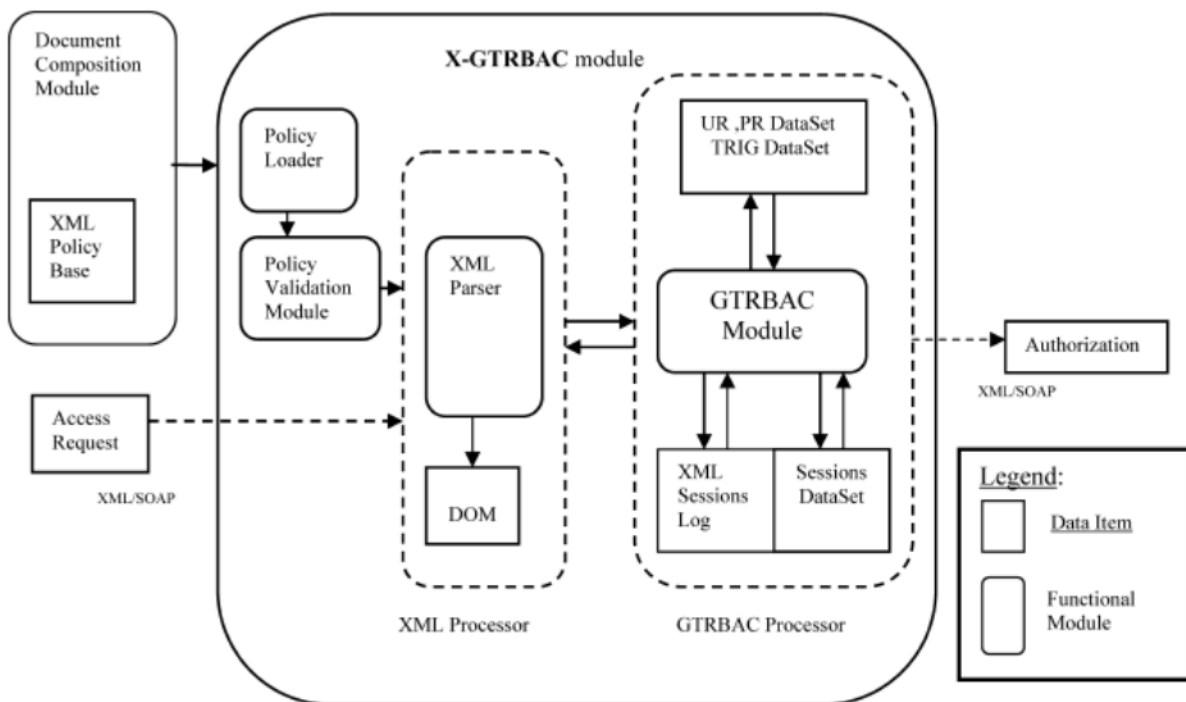 Document
Composition
Module
XML
Policy
Base
X-GTRBAC module
Policy
Loader
Policy
Validation
Module
XML
Parser
DOM
XML Processor
UR ,PR DataSet
TRIG DataSet
GTRBAC
Module
XML
Sessions
Log
Sessions
DataSet
GTRBAC Processor
Access
Request
XML/SOAP
Authorization
XML/SOAP
Legend:
Data Item
Functional
Module